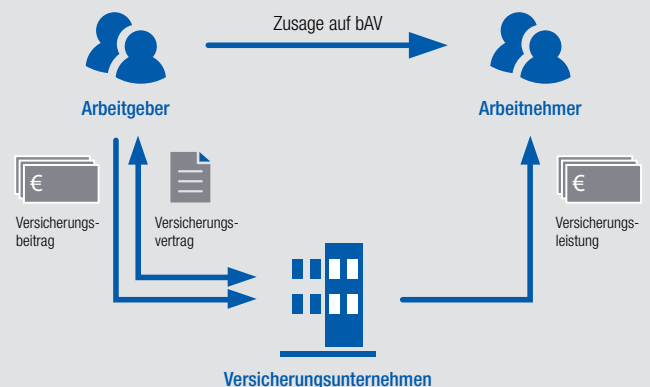 Zusage auf bAV
Arbeitgeber
Arbeitnehmer
€
Versicherungs-
beitrag
Versicherungs-
vertrag
€
Versicherungs-
leistung
Versicherungsunternehmen